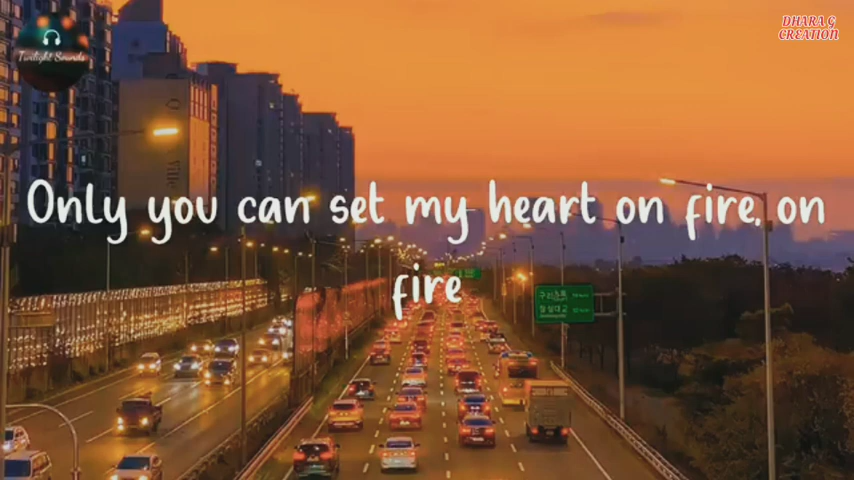 Twilight Sounds
DHARA G
CREATION
Only you can set my heart on fire, on
fire